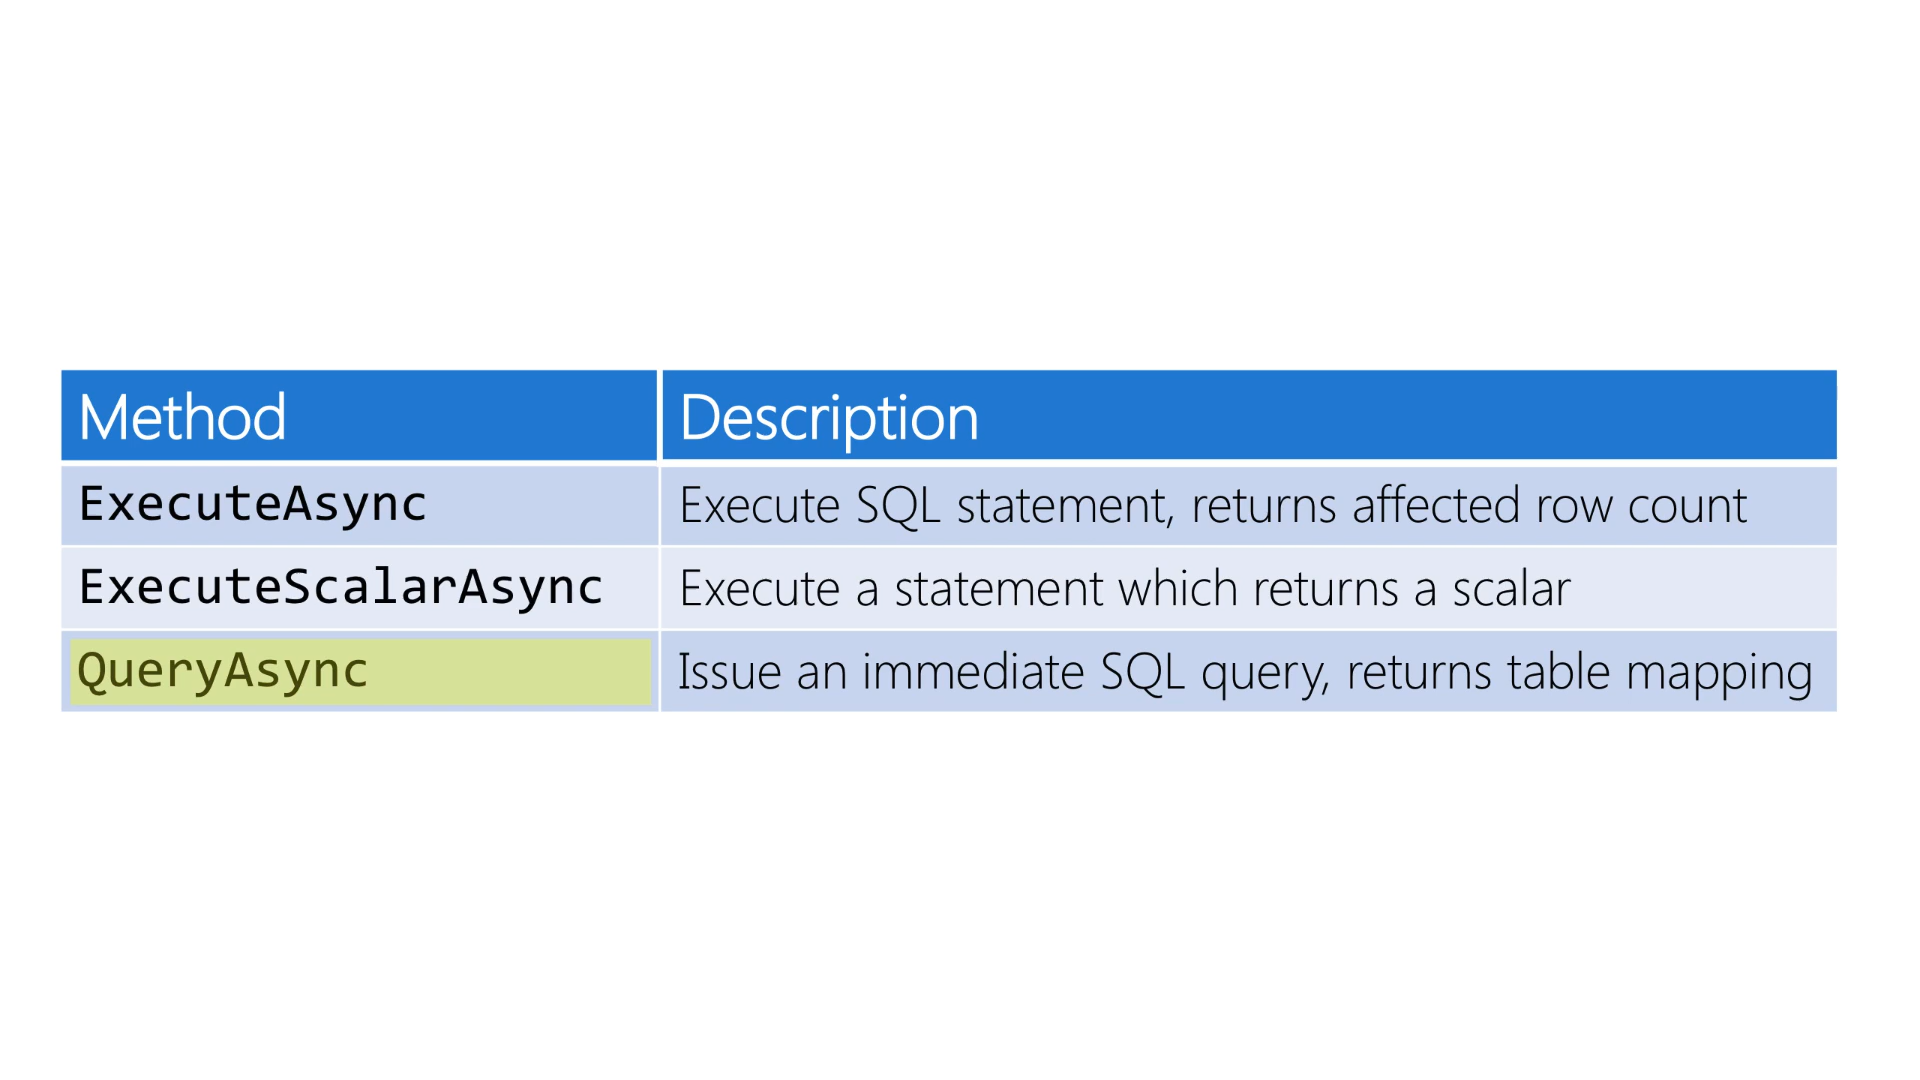 Method Description
ExecuteAsync Execute SQL statement, returns affected row count
ExecuteScalarAsync Execute a statement which returns a scalar
QueryAsync Issue an immediate SQL query, returns table mapping